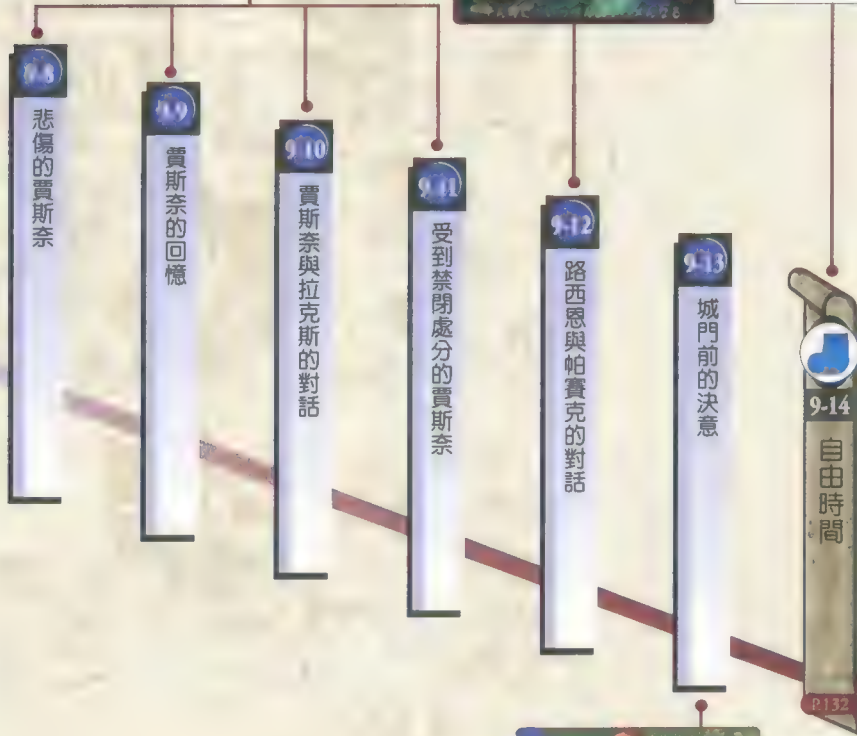 9-8
悲傷的賈斯奈
9-9
賈斯奈的回憶
9-10
賈斯奈與拉克斯的對話
9-11
受到禁閉處分的賈斯奈
9-12
路西恩與帕賽克的對話
9-13
城門前的決意
9-14
自由時間
P.132